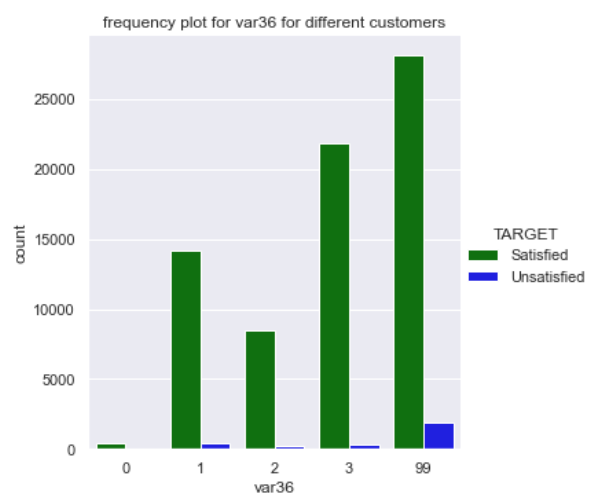 frequency plot for var36 for different customers
25000
20000
15000
10000
5000
0
count
0 1 2 3 99
var36
TARGET
Satisfied
Unsatisfied